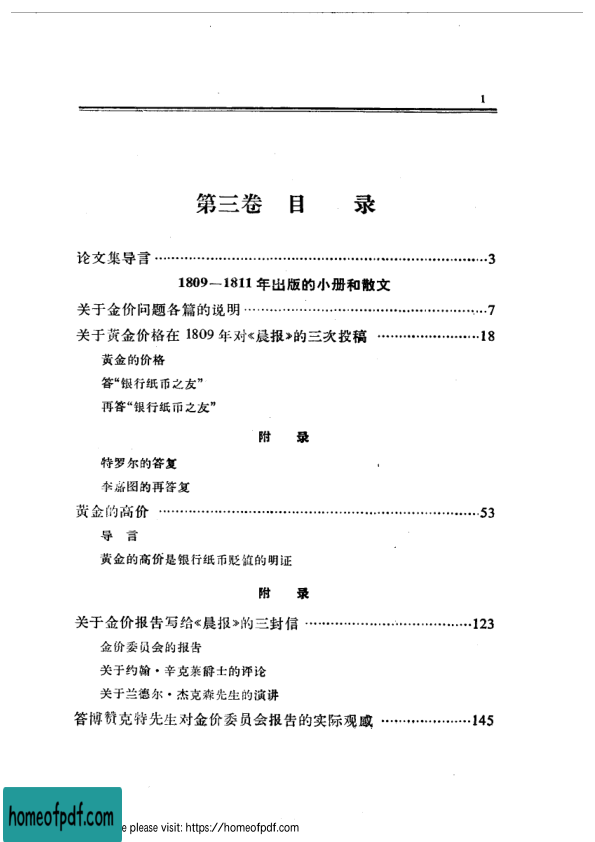 1
第三卷 目 录
论文集导言……………………3
1809—1811年出版的小册和散文
关于金价问题各篇的说明……………………7
关于黄金价格在1809年对《晨报》的三次投稿……………………18
黄金的价格
答“银行纸币之友”
再答“银行纸币之友”
附 录
特罗尔的答复
李嘉图的再答复
黄金的高价……………………53
导 言
黄金的高价是银行纸币贬值的明证
附 录
关于金价报告写给《晨报》的三封信……………………123
金价委员会的报告
关于约翰·辛克莱爵士的评论
关于兰德尔·杰克森先生的演讲
答博赞克特先生对金价委员会报告的实际观感……………………145
homeofpdf.com
e please visit: https://homeofpdf.com